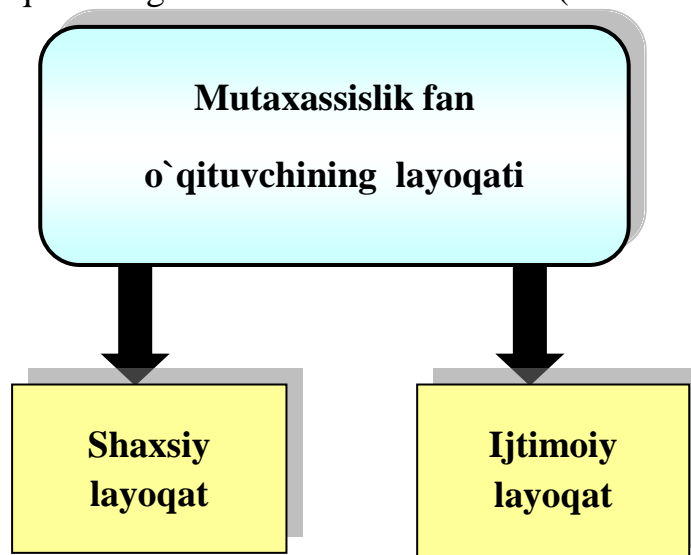 Mutaxassislik fan
o`qituvchining layoqati
Shaxsiy
layoqat
Ijtimoiy
layoqat